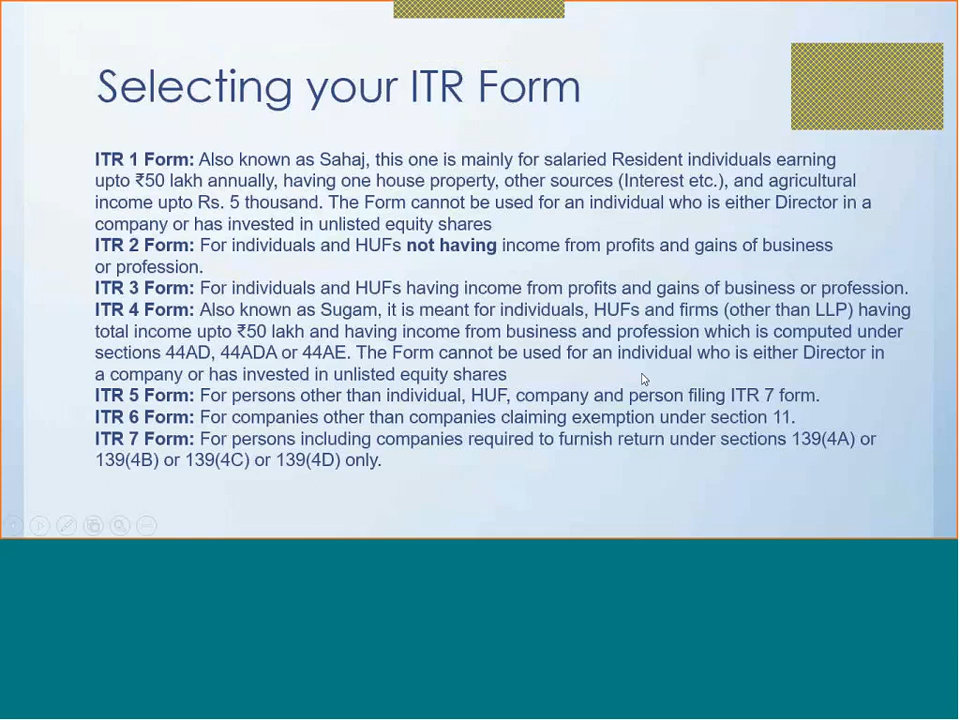 Selecting your ITR Form
ITR 1 Form: Also known as Sahaj, this one is mainly for salaried Resident individuals earning
upto ₹50 lakh annually, having one house property, other sources (Interest etc.), and agricultural
income upto Rs. 5 thousand. The Form cannot be used for an individual who is either Director in a
company or has invested in unlisted equity shares
ITR 2 Form: For individuals and HUFs not having income from profits and gains of business
or profession.
ITR 3 Form: For individuals and HUFs having income from profits and gains of business or profession.
ITR 4 Form: Also known as Sugam, it is meant for individuals, HUFs and firms (other than LLP) having
total income upto ₹50 lakh and having income from business and profession which is computed under
sections 44AD, 44ADA or 44AE. The Form cannot be used for an individual who is either Director in
a company or has invested in unlisted equity shares
ITR 5 Form: For persons other than individual, HUF, company and person filing ITR 7 form.
ITR 6 Form: For companies other than companies claiming exemption under section 11.
ITR 7 Form: For persons including companies required to furnish return under sections 139(4A) or
139(4B) or 139(4C) or 139(4D) only.